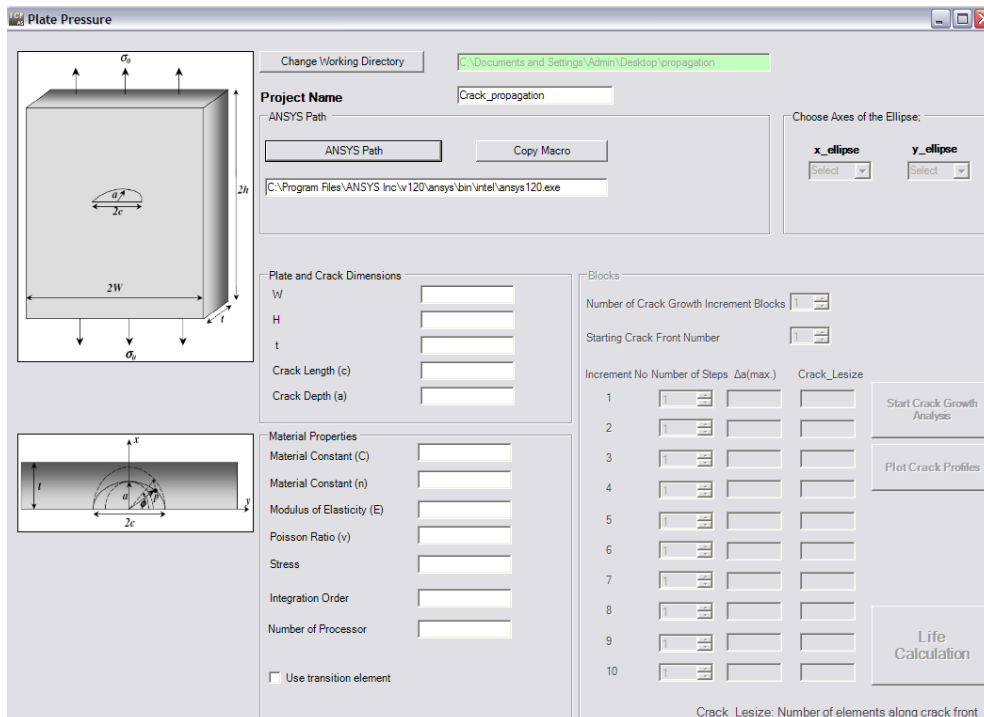 Plate Pressure
σ₀
a
2c
2h
2W
t
σ₀
x
t
a
ϕ
P
y
2c
Change Working Directory
C:\Documents and Settings\Admin\Desktop\propagation
Project Name
Crack_propagation
ANSYS Path
ANSYS Path
Copy Macro
C:\Program Files\ANSYS Inc\v120\ansys\bin\intel\ansys120.exe
Choose Axes of the Ellipse;
x_ellipse y_ellipse
Select Select
Plate and Crack Dimensions
W
H
t
Crack Length (c)
Crack Depth (a)
Material Properties
Material Constant (C)
Material Constant (n)
Modulus of Elasticity (E)
Poisson Ratio (v)
Stress
Integration Order
Number of Processor
Use transition element
Blocks
Number of Crack Growth Increment Blocks 1
Starting Crack Front Number 1
Increment No Number of Steps Δa(max.) Crack_Lesize
1 1
2 1
3 1
4 1
5 1
6 1
7 1
8 1
9 1
10 1
Start Crack Growth
Analysis
Plot Crack Profiles
Life
Calculation
Crack_Lesize: Number of elements along crack front